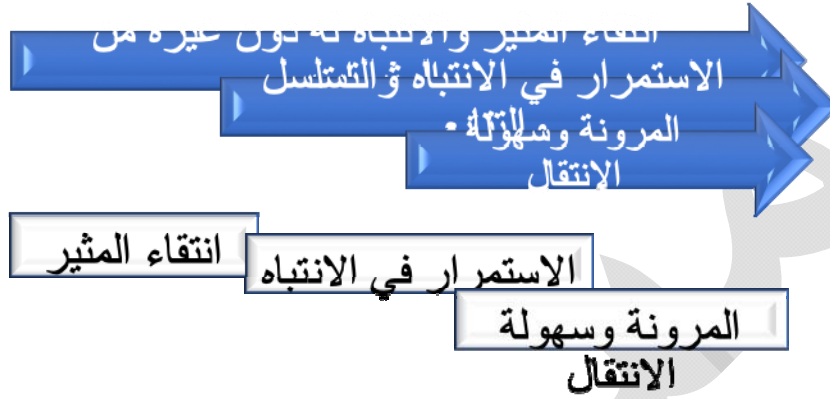 انتقاء المثير والانتباه له دون غيره من
الاستمرار في الانتباه والتسلسل
المرونة وسهولة
الانتقال
انتقاء المثير
الاستمرار في الانتباه
المرونة وسهولة
الانتقال